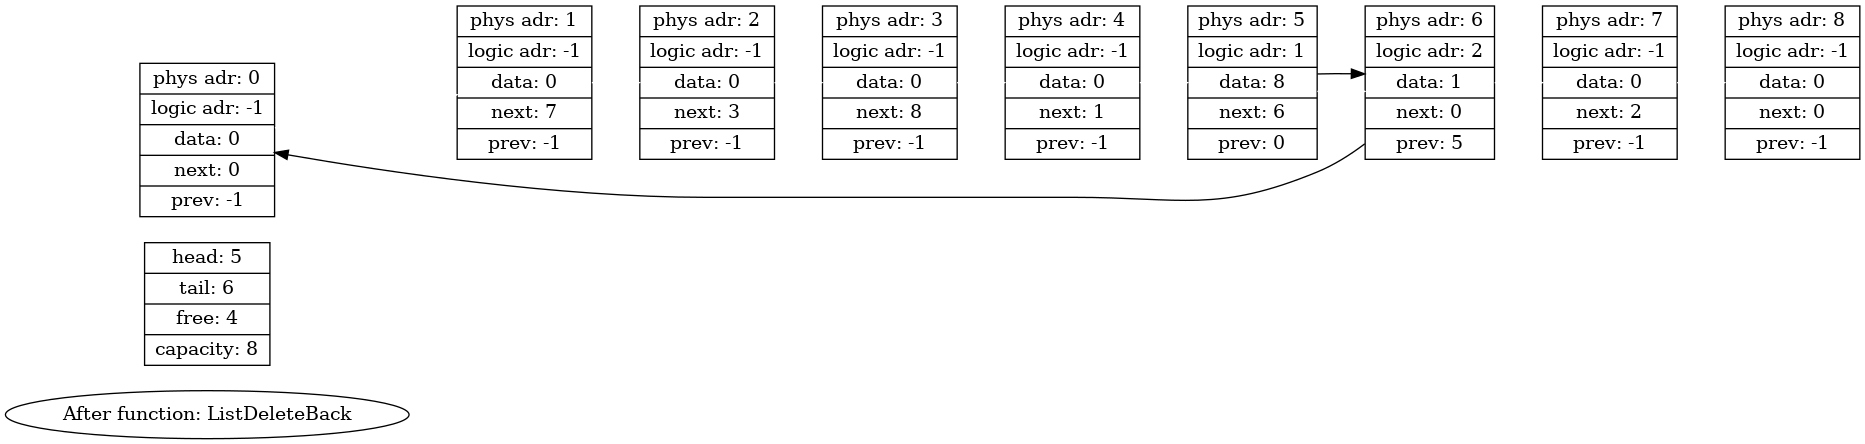 phys adr: 0
logic adr: -1
data: 0
next: 0
prev: -1
phys adr: 1
logic adr: -1
data: 0
next: 7
prev: -1
phys adr: 2
logic adr: -1
data: 0
next: 3
prev: -1
phys adr: 3
logic adr: -1
data: 0
next: 8
prev: -1
phys adr: 4
logic adr: -1
data: 0
next: 1
prev: -1
phys adr: 5
logic adr: 1
data: 8
next: 6
prev: 0
phys adr: 6
logic adr: 2
data: 1
next: 0
prev: 5
phys adr: 7
logic adr: -1
data: 0
next: 2
prev: -1
phys adr: 8
logic adr: -1
data: 0
next: 0
prev: -1
head: 5
tail: 6
free: 4
capacity: 8
After function: ListDeleteBack